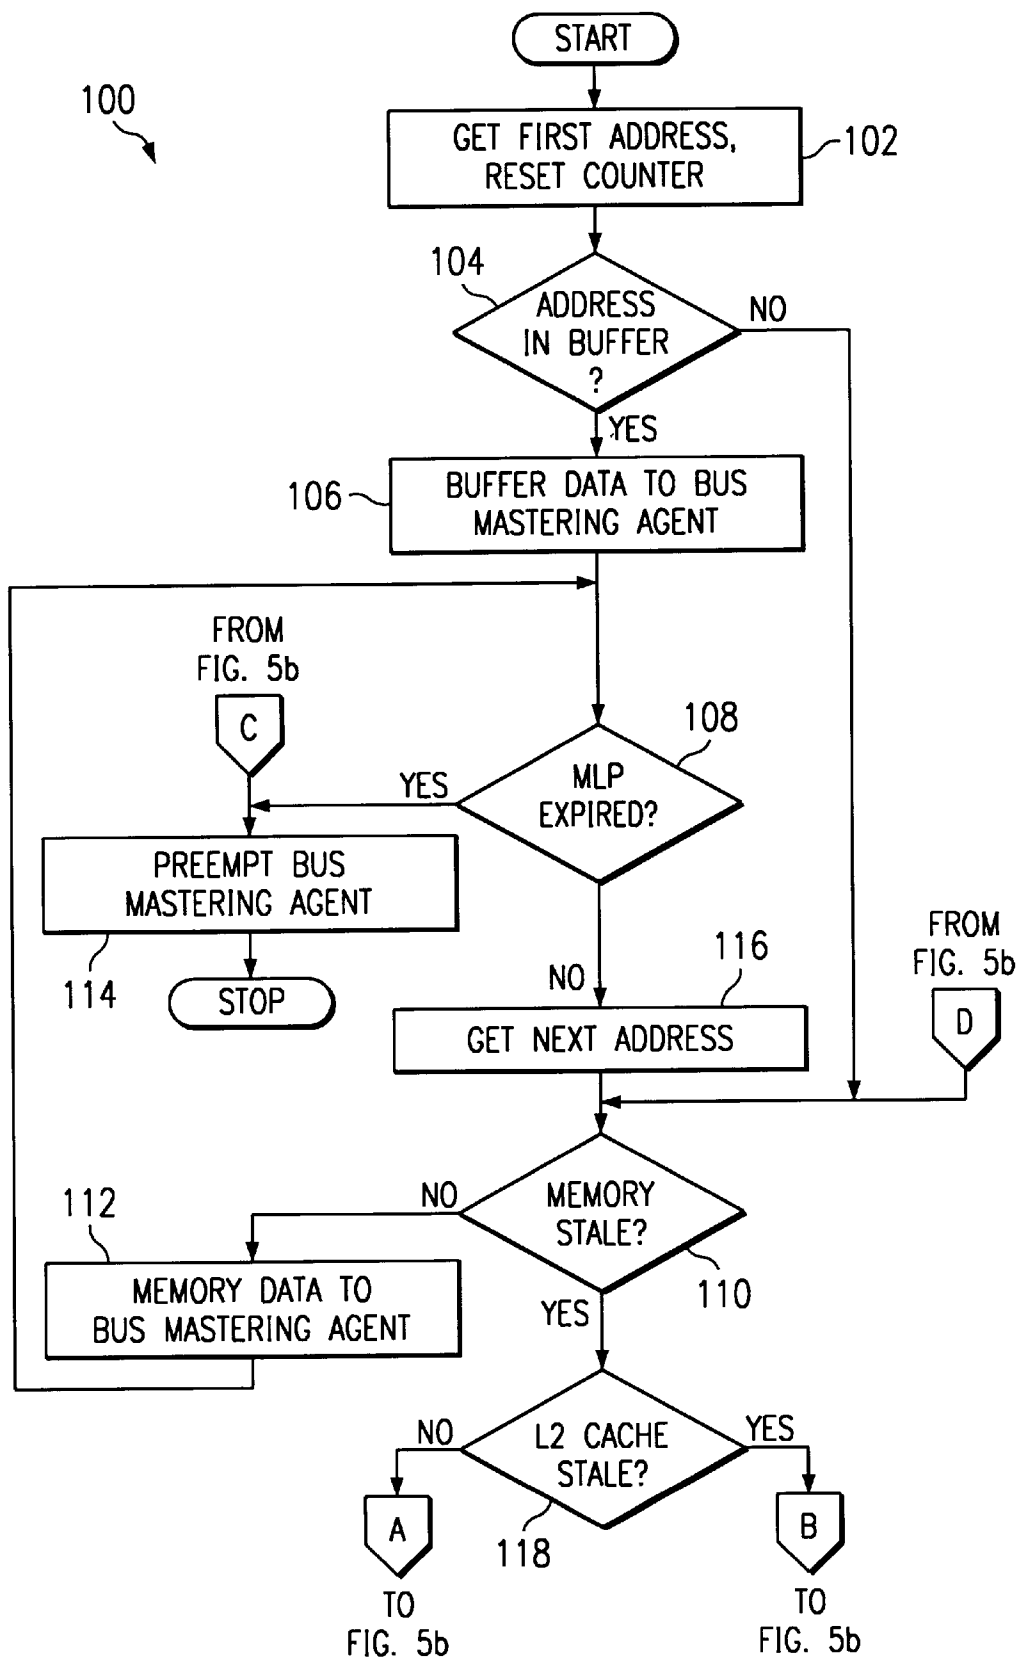 START
100
GET FIRST ADDRESS,
RESET COUNTER
102
104
ADDRESS
IN BUFFER
?
NO
YES
106
BUFFER DATA TO BUS
MASTERING AGENT
FROM
FIG. 5b
C
108
YES
MLP
EXPIRED?
PREEMPT BUS
MASTERING AGENT
114
STOP
NO
116
GET NEXT ADDRESS
FROM
FIG. 5b
D
112
NO
MEMORY
STALE?
110
MEMORY DATA TO
BUS MASTERING AGENT
YES
NO
L2 CACHE
STALE?
YES
118
A
B
TO
FIG. 5b
TO
FIG. 5b